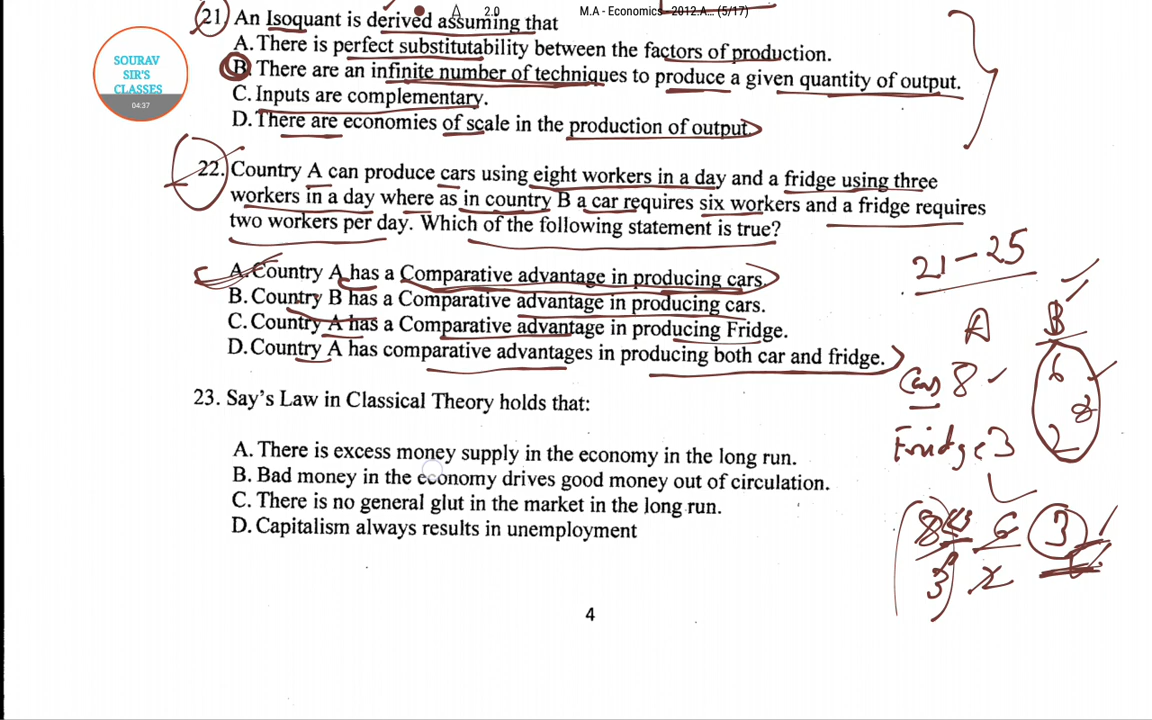 M.A - Economics - 2012.A... (5/17)
SOURAV
SIR'S
CLASSES
04:37
21) An Isoquant is derived assuming that
A. There is perfect substitutability between the factors of production.
B. There are an infinite number of techniques to produce a given quantity of output.
C. Inputs are complementary.
D. There are economies of scale in the production of output.
22. Country A can produce cars using eight workers in a day and a fridge using three
workers in a day where as in country B a car requires six workers and a fridge requires
two workers per day. Which of the following statement is true?
A. Country A has a Comparative advantage in producing cars.
B. Country B has a Comparative advantage in producing cars.
C. Country A has a Comparative advantage in producing Fridge.
D. Country A has comparative advantages in producing both car and fridge.
21-25
A B
Cars 8 6
Fridge 3 2
8 6 3
3 2
23. Say's Law in Classical Theory holds that:
A. There is excess money supply in the economy in the long run.
B. Bad money in the economy drives good money out of circulation.
C. There is no general glut in the market in the long run.
D. Capitalism always results in unemployment
4